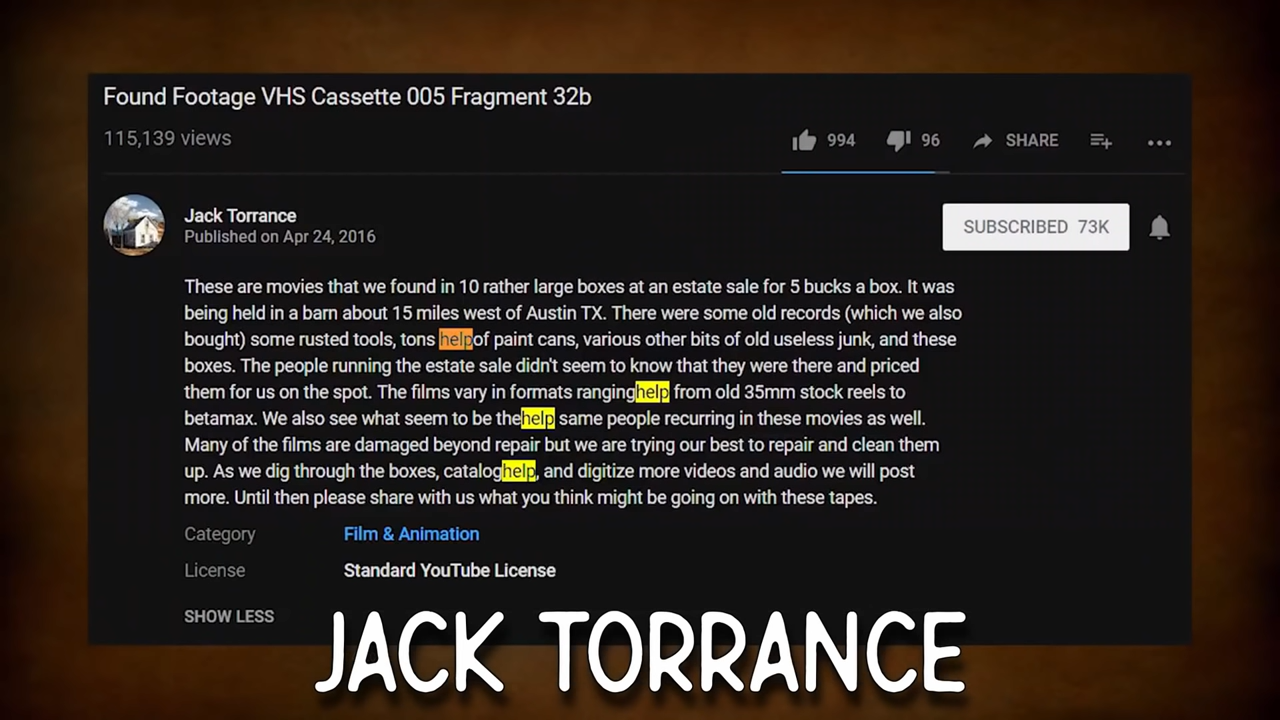 Found Footage VHS Cassette 005 Fragment 32b
115,139 views
994 96 SHARE
Jack Torrance
Published on Apr 24, 2016
SUBSCRIBED 73K
These are movies that we found in 10 rather large boxes at an estate sale for 5 bucks a box. It was
being held in a barn about 15 miles west of Austin TX. There were some old records (which we also
bought) some rusted tools, tons helpof paint cans, various other bits of old useless junk, and these
boxes. The people running the estate sale didn't seem to know that they were there and priced
them for us on the spot. The films vary in formats ranginghelp from old 35mm stock reels to
betamax. We also see what seem to be thehelp same people recurring in these movies as well.
Many of the films are damaged beyond repair but we are trying our best to repair and clean them
up. As we dig through the boxes, cataloghelp, and digitize more videos and audio we will post
more. Until then please share with us what you think might be going on with these tapes.
Category Film & Animation
License Standard YouTube License
SHOW LESS
JACK TORRANCE